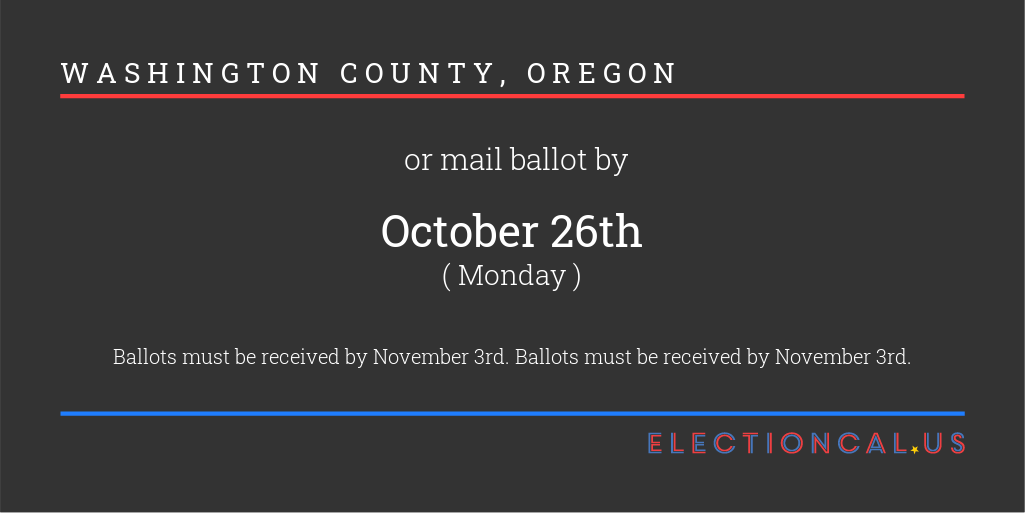 WASHINGTON COUNTY, OREGON
or mail ballot by
October 26th
( Monday )
Ballots must be received by November 3rd. Ballots must be received by November 3rd.
ELECTIONCAL.US